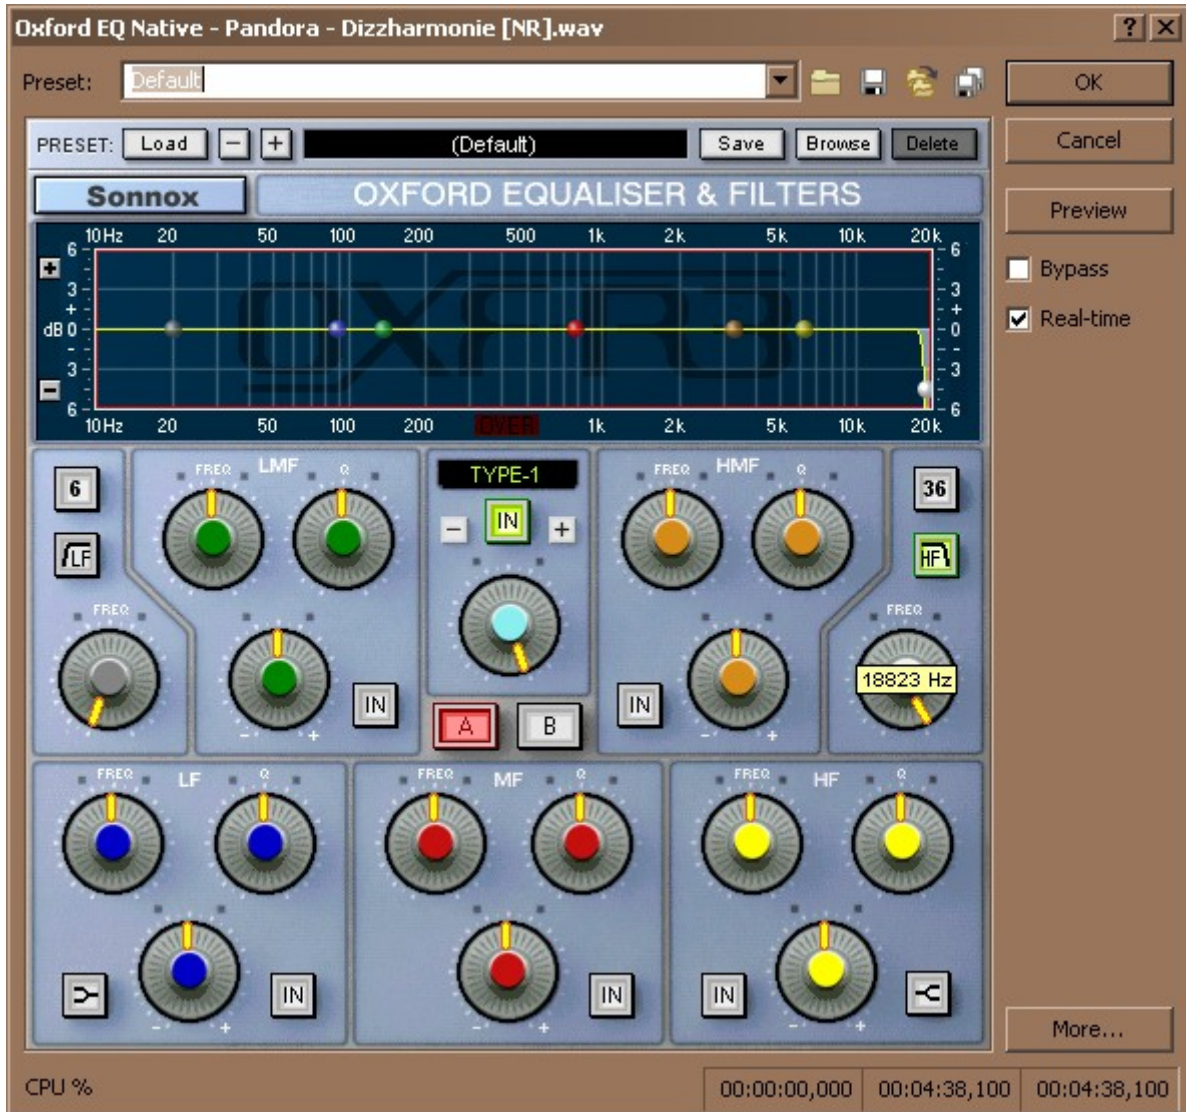 Oxford EQ Native - Pandora - Dizzharmonie [NR].wav
Preset: Default OK
PRESET: Load - + (Default) Save Browse Delete Cancel
Sonnox OXFORD EQUALISER & FILTERS Preview
10Hz 20 50 100 200 500 1k 2k 5k 10k 20k
6 6
+ Bypass
3 3
+ +
dB 0 0 Real-time
- -
3 3
-
6 6
10Hz 20 50 100 200 OVER 1k 2k 5k 10k 20k
OXFR3
6 FREQ LMF Q TYPE-1 FREQ HMF Q 36
- IN +
LF HF
FREQ FREQ
18823 Hz
IN IN
- + A B - +
FREQ LF Q FREQ MF Q FREQ HF Q
IN IN IN
- + - + - +
More...
CPU % 00:00:00,000 00:04:38,100 00:04:38,100